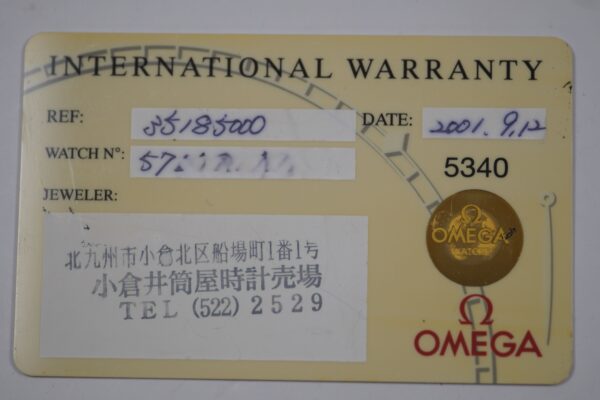 INTERNATIONAL WARRANTY
REF: 35185000 DATE: 2001.9.12
WATCH N°: 57
5340
JEWELER:
北九州市小倉北区船場町1番1号
小倉井筒屋時計売場
TEL (522) 2529
Ω
OMEGA
WATCH
Ω
OMEGA